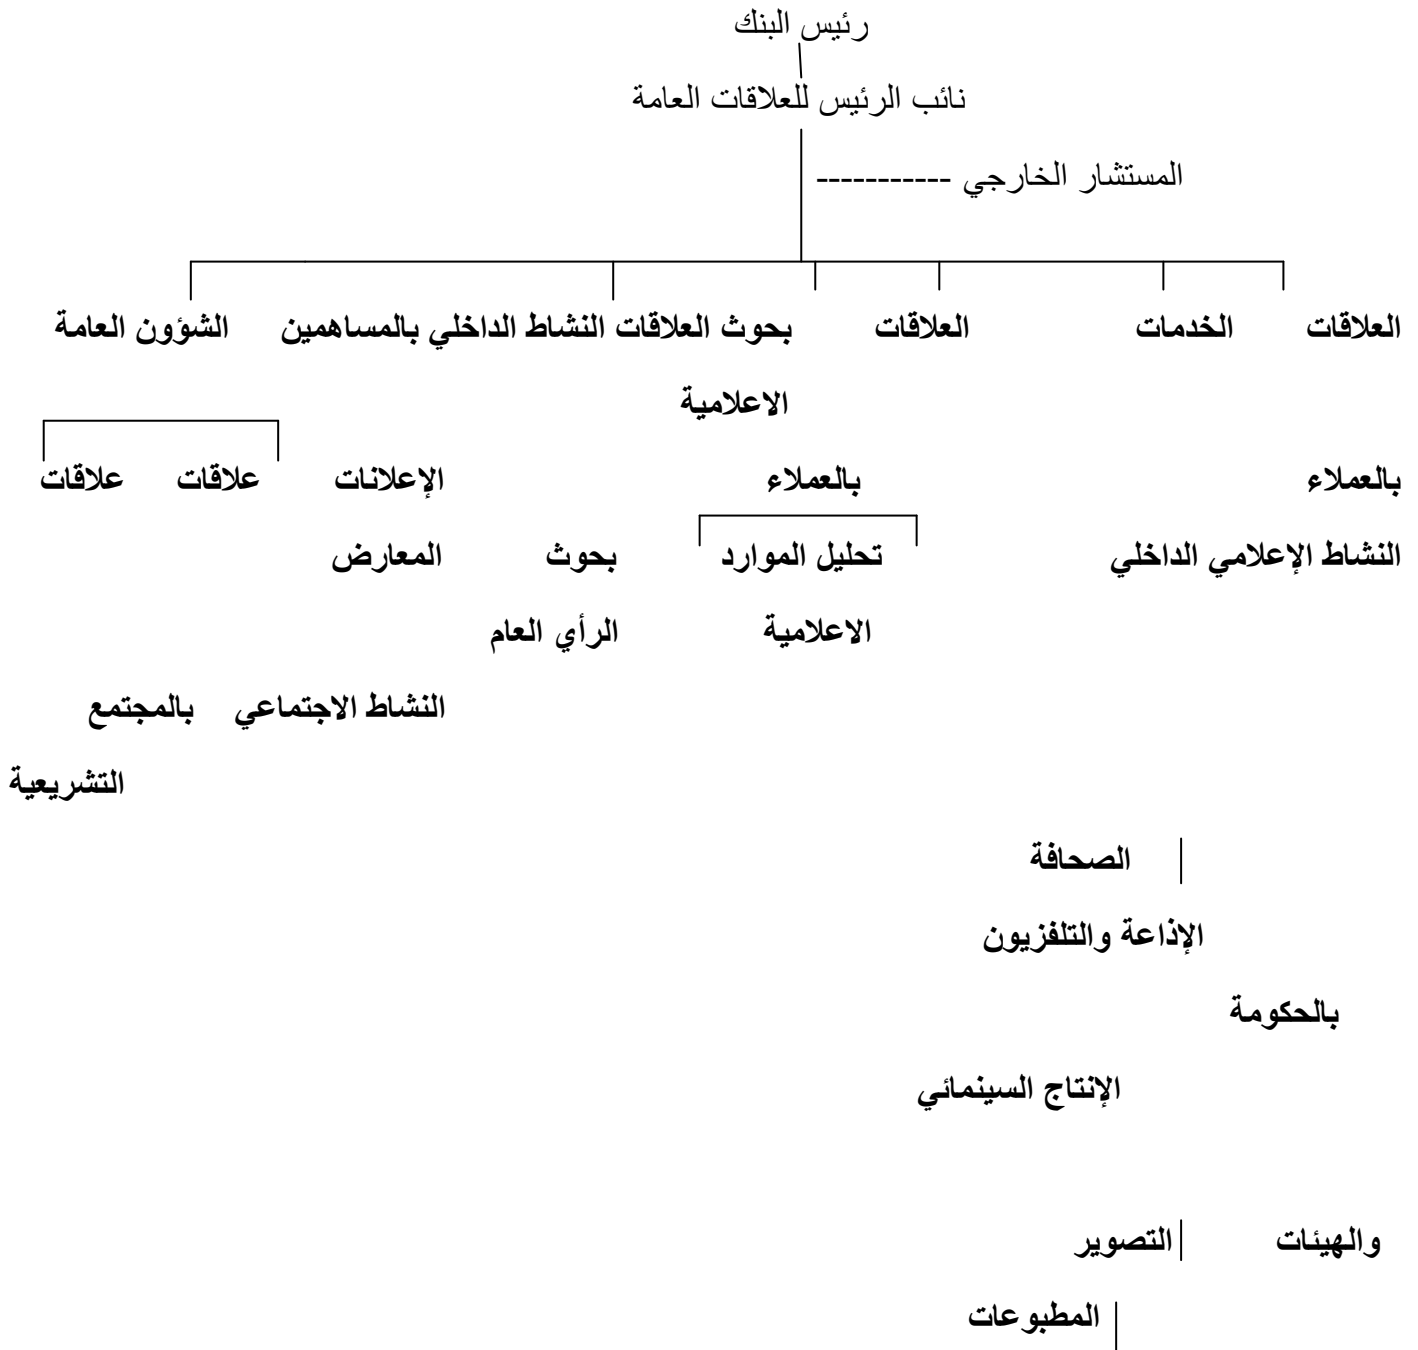 رئيس البنك
نائب الرئيس للعلاقات العامة
المستشار الخارجي -----------
العلاقات الخدمات العلاقات بحوث العلاقات النشاط الداخلي بالمساهمين الشؤون العامة
الاعلامية
بالعملاء بالعملاء الإعلانات علاقات علاقات
النشاط الإعلامي الداخلي تحليل الموارد بحوث المعارض
الاعلامية الرأي العام
النشاط الاجتماعي بالمجتمع
التشريعية
الصحافة
الإذاعة والتلفزيون
بالحكومة
الإنتاج السينمائي
والهيئات التصوير
المطبوعات